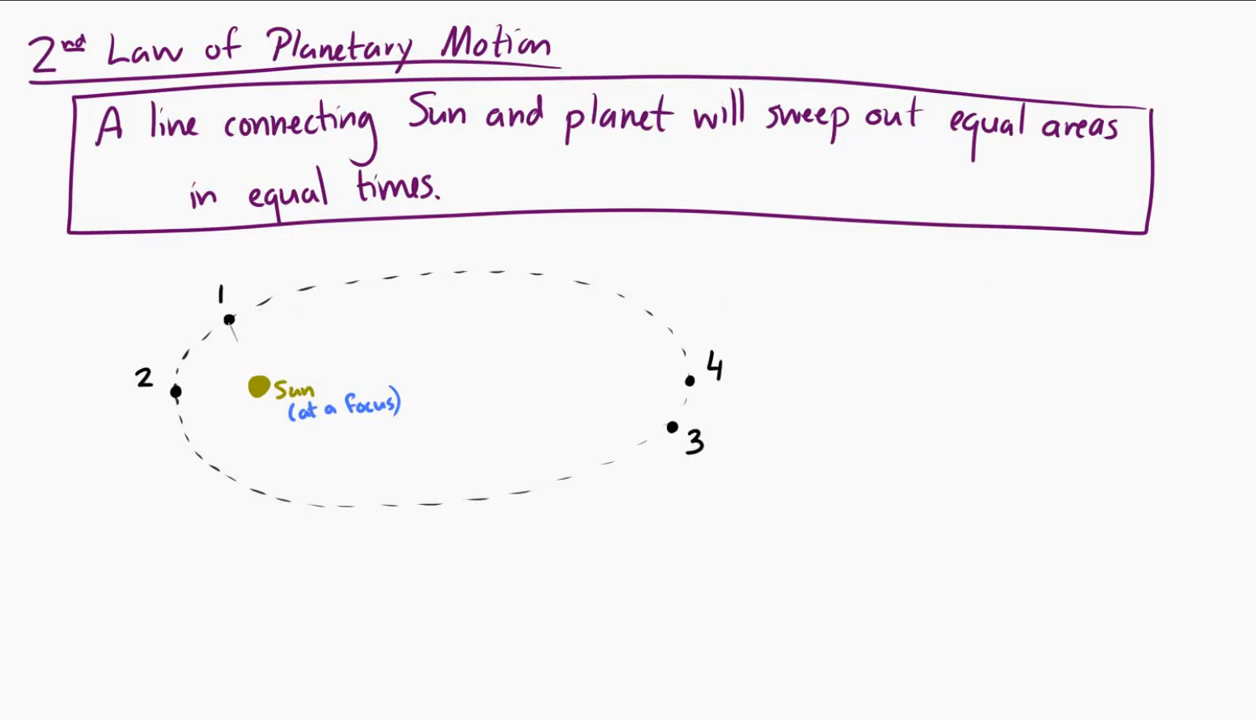 2nd Law of Planetary Motion
A line connecting Sun and planet will sweep out equal areas
in equal times.
1
2
Sun
(at a focus)
4
3